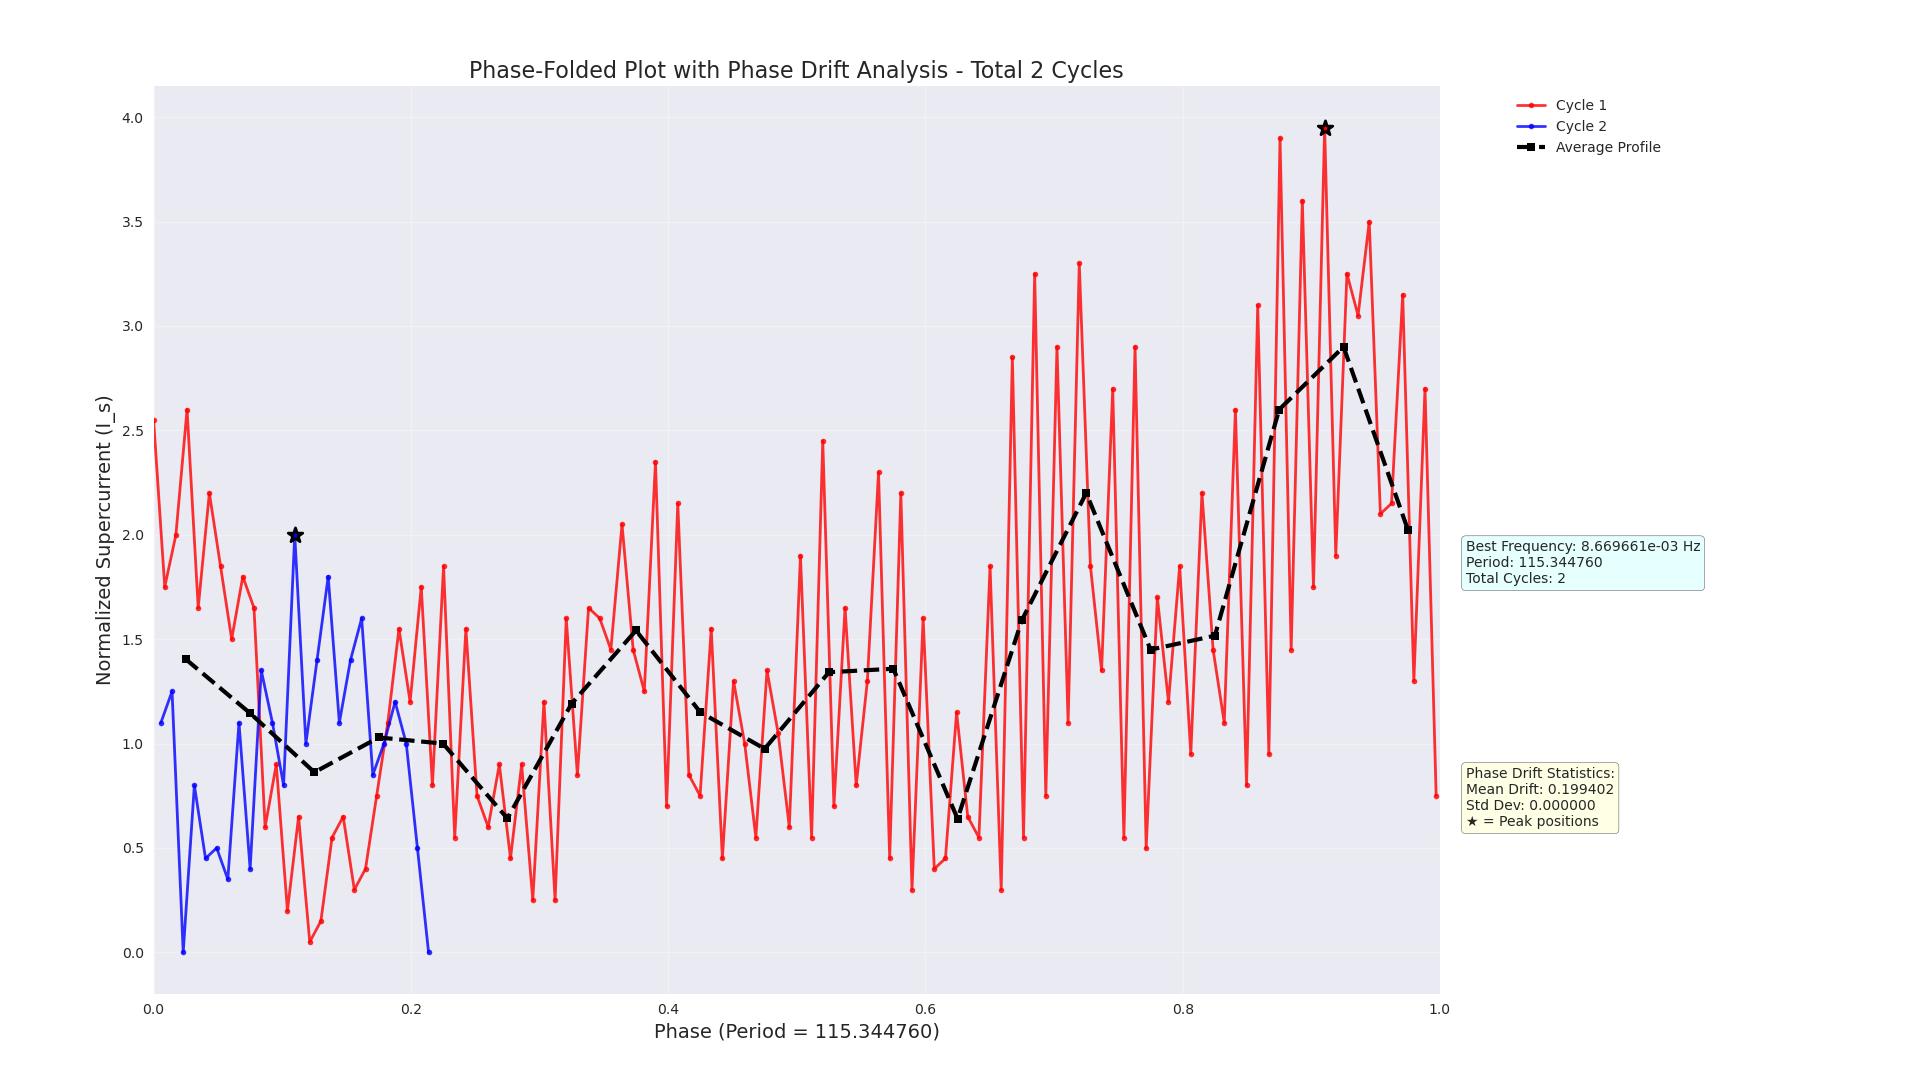 Phase-Folded Plot with Phase Drift Analysis - Total 2 Cycles
Normalized Supercurrent (I_s)
4.0
3.5
3.0
2.5
2.0
1.5
1.0
0.5
0.0
0.0
0.2
0.4
0.6
0.8
1.0
Phase (Period = 115.344760)
Cycle 1
Cycle 2
Average Profile
Best Frequency: 8.669661e-03 Hz
Period: 115.344760
Total Cycles: 2
Phase Drift Statistics:
Mean Drift: 0.199402
Std Dev: 0.000000
★ = Peak positions